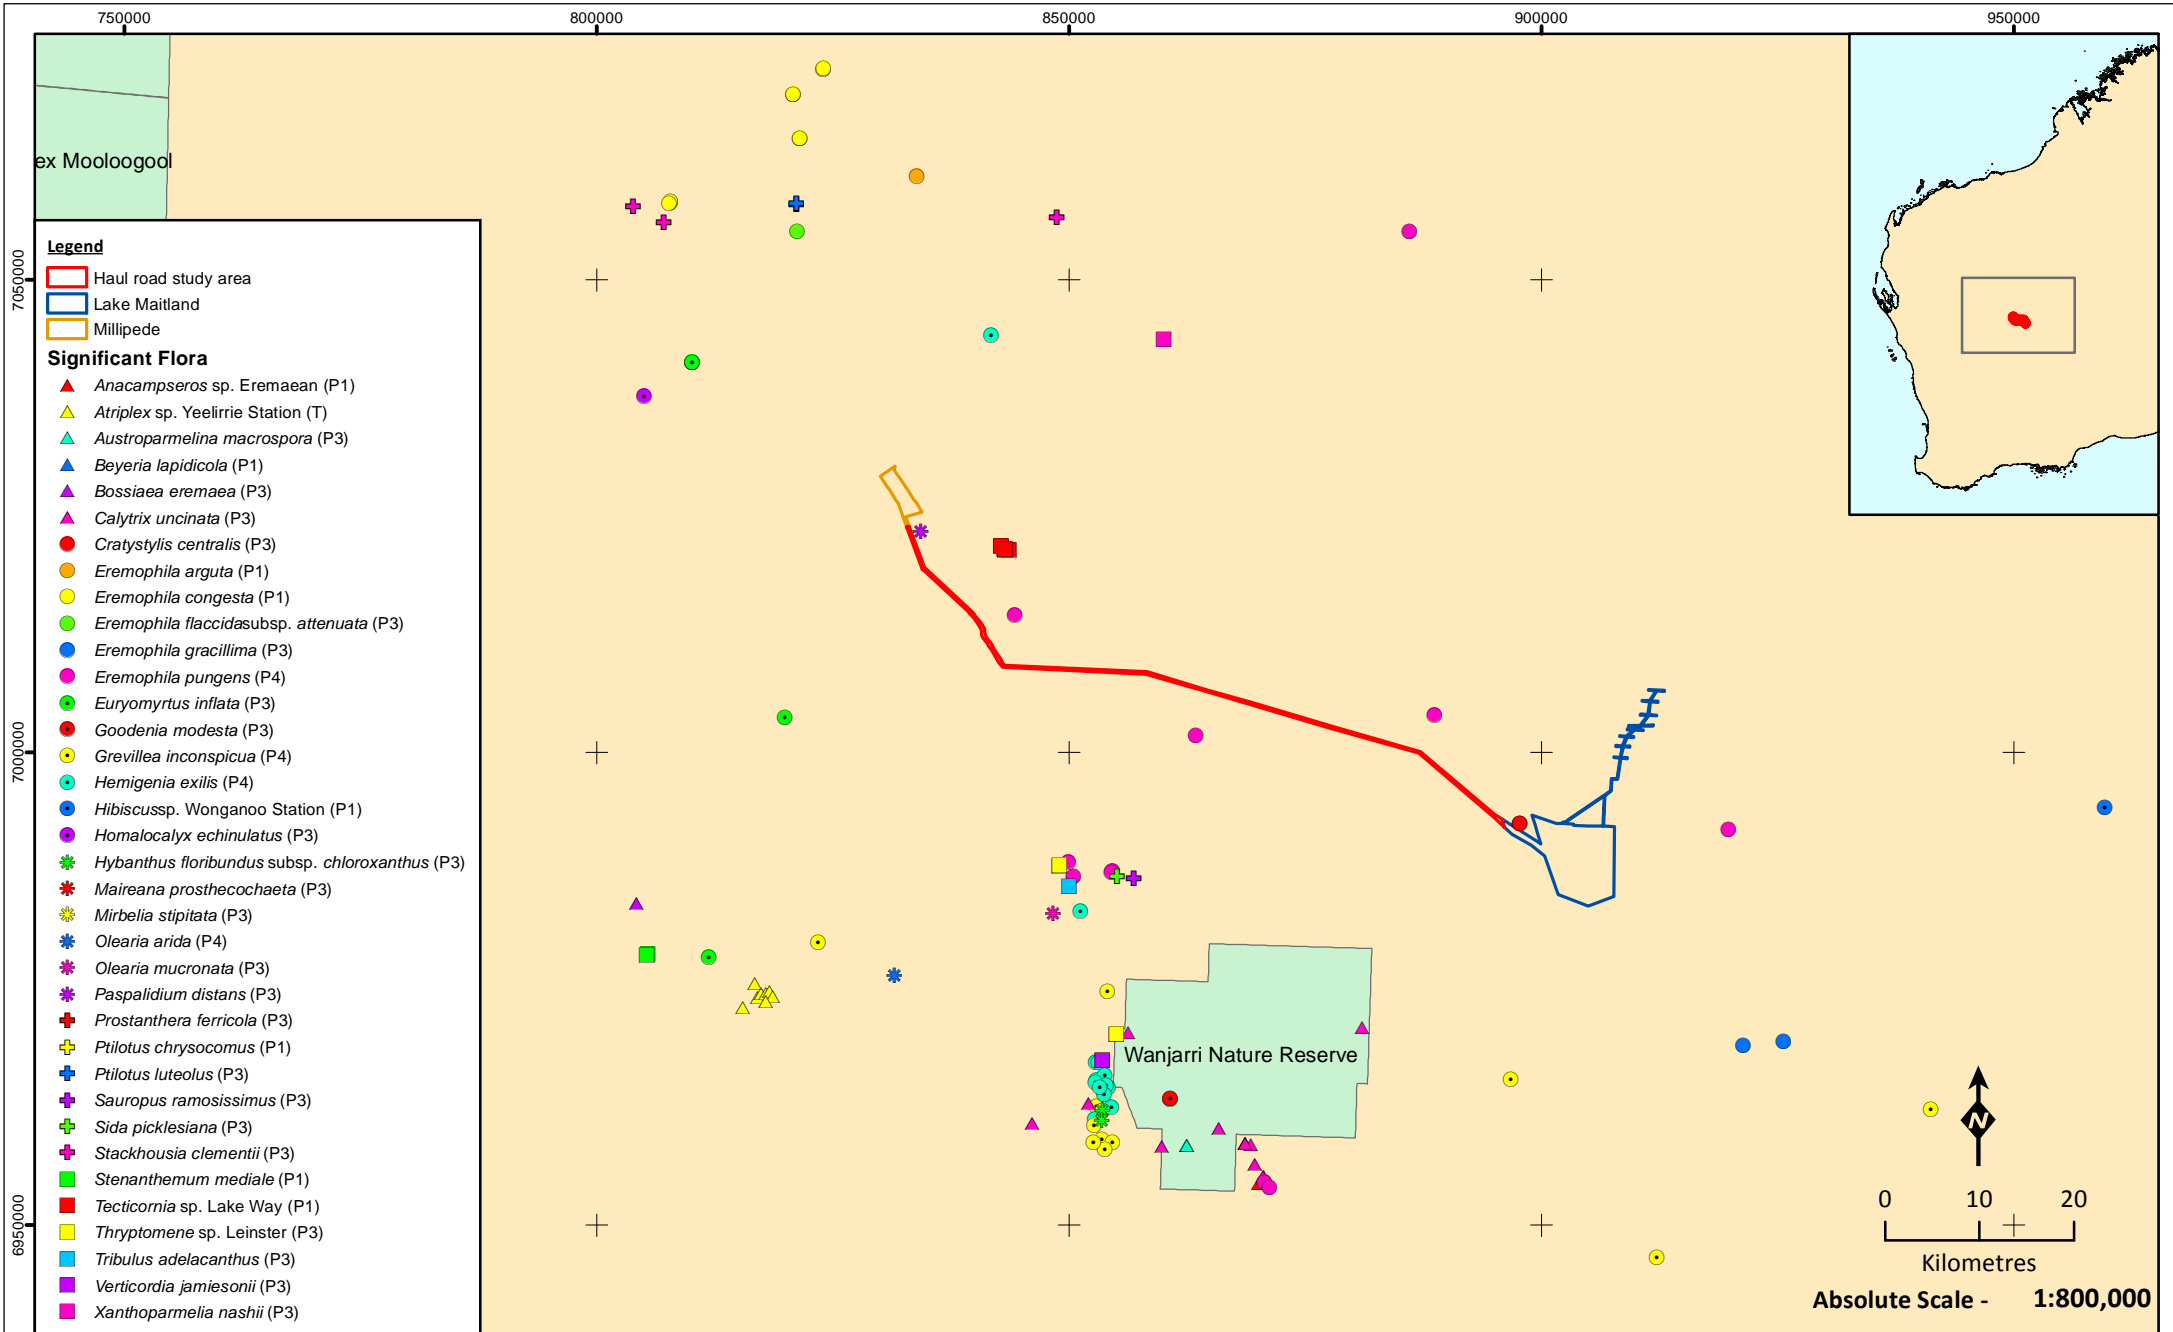 750000
800000
850000
900000
950000
ex Mooloogool
7050000
7000000
6950000
Legend
Haul road study area
Lake Maitland
Millipede
Significant Flora
Anacampseros sp. Eremaean (P1)
Atriplex sp. Yeelirrie Station (T)
Austroparmelina macrospora (P3)
Beyeria lapidicola (P1)
Bossiaea eremaea (P3)
Calytrix uncinata (P3)
Cratystylis centralis (P3)
Eremophila arguta (P1)
Eremophila congesta (P1)
Eremophila flaccidasubsp. attenuata (P3)
Eremophila gracillima (P3)
Eremophila pungens (P4)
Euryomyrtus inflata (P3)
Goodenia modesta (P3)
Grevillea inconspicua (P4)
Hemigenia exilis (P4)
Hibiscussp. Wonganoo Station (P1)
Homalocalyx echinulatus (P3)
Hybanthus floribundus subsp. chloroxanthus (P3)
Maireana prosthecochaeta (P3)
Mirbelia stipitata (P3)
Olearia arida (P4)
Olearia mucronata (P3)
Paspalidium distans (P3)
Prostanthera ferricola (P3)
Ptilotus chrysocomus (P1)
Ptilotus luteolus (P3)
Sauropus ramosissimus (P3)
Sida picklesiana (P3)
Stackhousia clementii (P3)
Stenanthemum mediale (P1)
Tecticornia sp. Lake Way (P1)
Thryptomene sp. Leinster (P3)
Tribulus adelacanthus (P3)
Verticordia jamiesonii (P3)
Xanthoparmelia nashii (P3)
Wanjarri Nature Reserve
N
0 10 20
Kilometres
Absolute Scale - 1:800,000